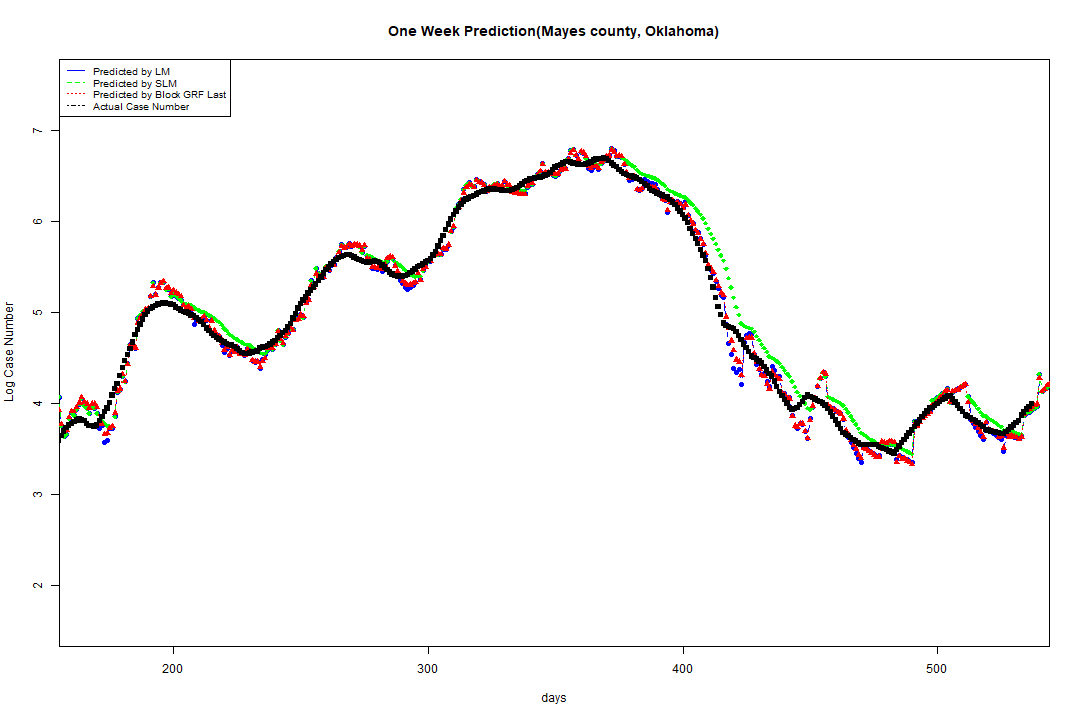 One Week Prediction(Mayes county, Oklahoma)
Predicted by LM
Predicted by SLM
Predicted by Block GRF Last
Actual Case Number
7
6
5
4
3
2
Log Case Number
200
300
400
500
days